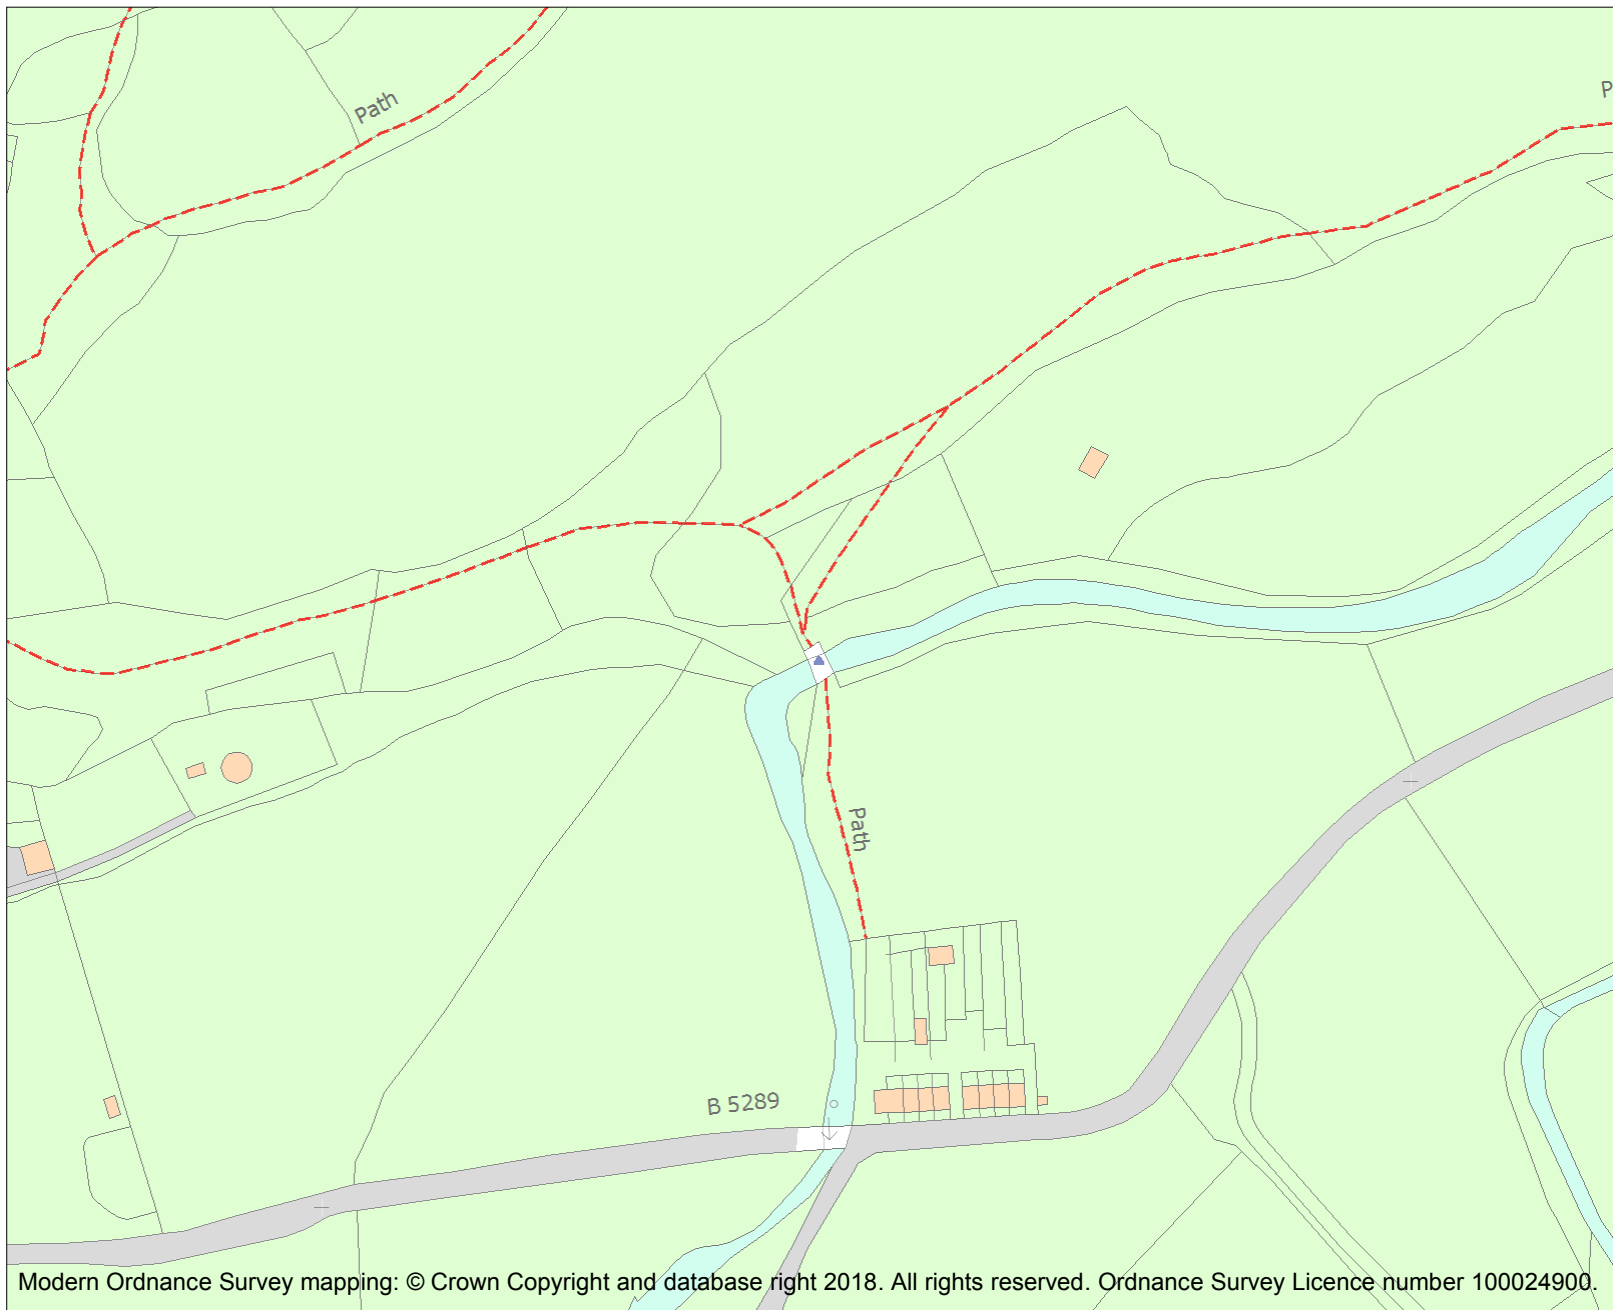 Path
P
Path
B 5289
Modern Ordnance Survey mapping: © Crown Copyright and database right 2018. All rights reserved. Ordnance Survey Licence number 100024900.